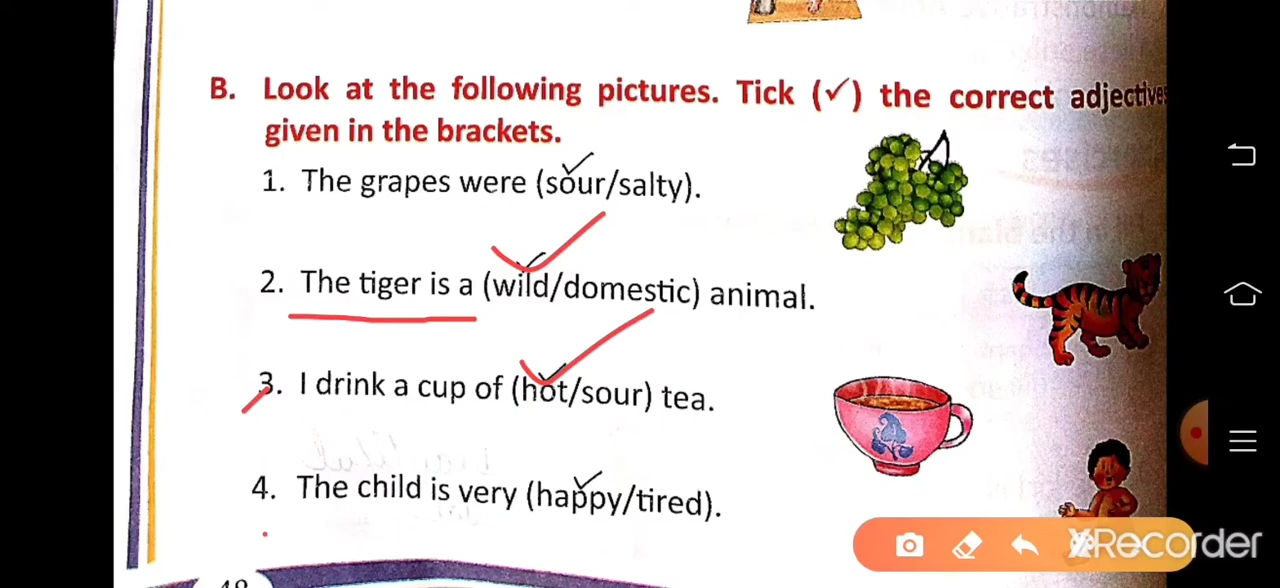 B. Look at the following pictures. Tick (✓) the correct adjectives
given in the brackets.
1. The grapes were (sour/salty).
2. The tiger is a (wild/domestic) animal.
3. I drink a cup of (hot/sour) tea.
4. The child is very (happy/tired).
XRecorder